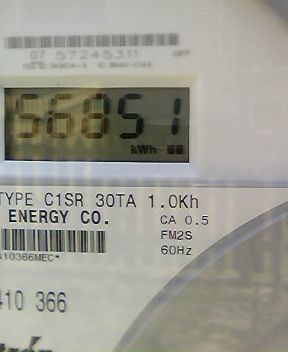 07 57245311
56851
kWh
TYPE C1SR 30TA 1.0Kh
ENERGY CO.
CA 0.5
FM2S
60Hz
410 366